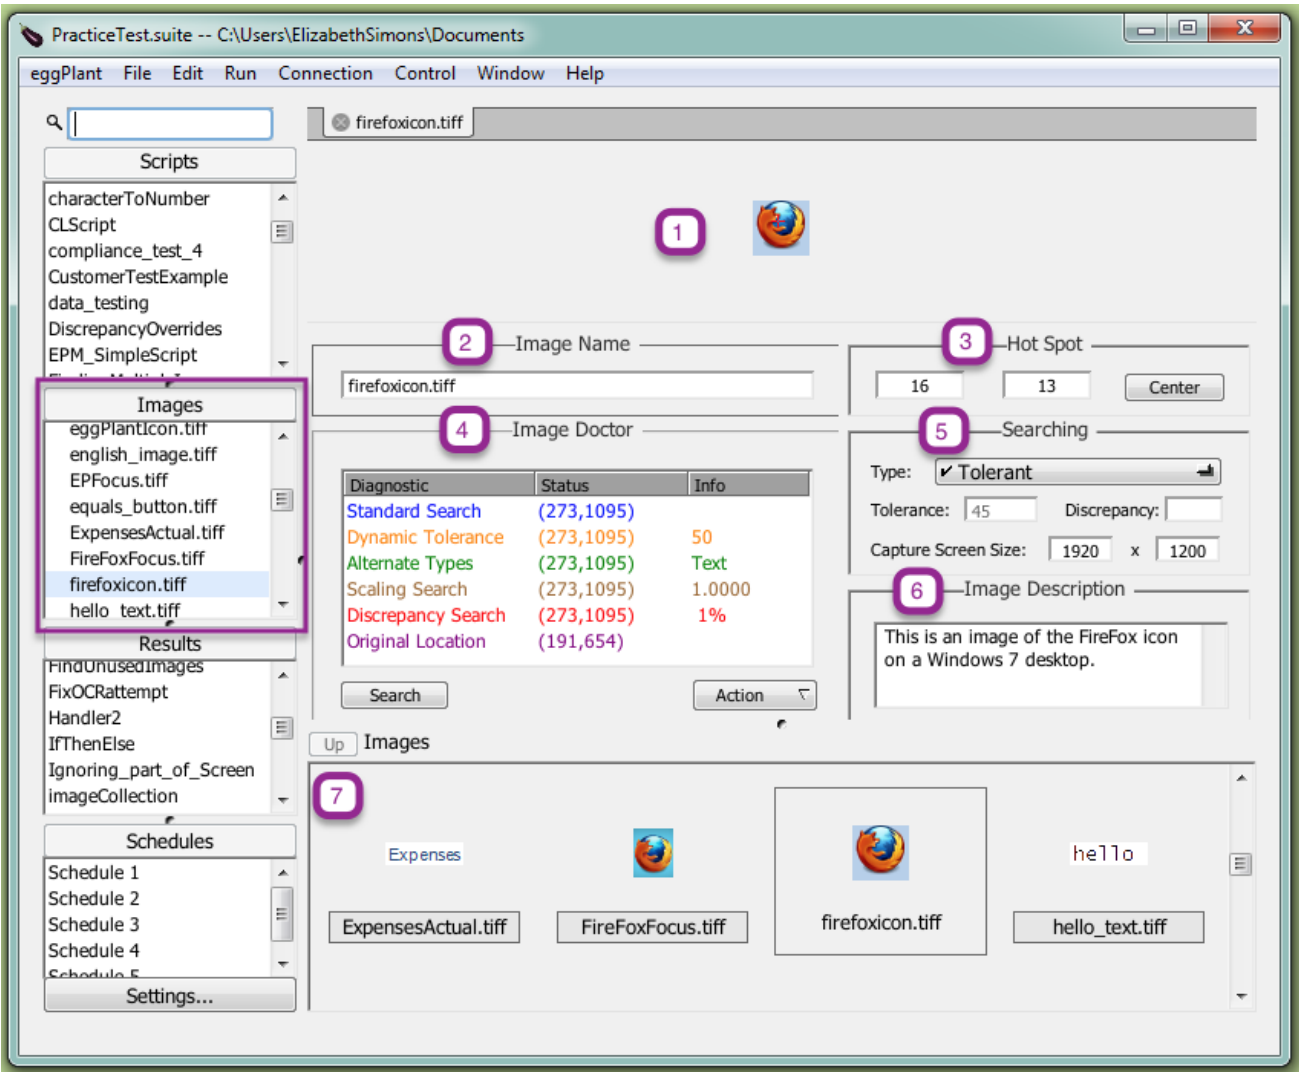 PracticeTest.suite -- C:\Users\ElizabethSimons\Documents
eggPlant File Edit Run Connection Control Window Help
firefoxicon.tiff
Scripts
characterToNumber
CLScript
compliance_test_4
CustomerTestExample
data_testing
DiscrepancyOverrides
EPM_SimpleScript
Images
eggPlantIcon.tiff
english_image.tiff
EPFocus.tiff
equals_button.tiff
ExpensesActual.tiff
FireFoxFocus.tiff
firefoxicon.tiff
hello_text.tiff
Results
FindUnusedImages
FixOCRattempt
Handler2
IfThenElse
Ignoring_part_of_Screen
imageCollection
Schedules
Schedule 1
Schedule 2
Schedule 3
Schedule 4
Schedule 5
Settings...
1
2 Image Name
firefoxicon.tiff
3 Hot Spot
16 13 Center
4 Image Doctor
Diagnostic Status Info
Standard Search (273,1095)
Dynamic Tolerance (273,1095) 50
Alternate Types (273,1095) Text
Scaling Search (273,1095) 1.0000
Discrepancy Search (273,1095) 1%
Original Location (191,654)
Search Action
5 Searching
Type: ✔ Tolerant
Tolerance: 45 Discrepancy:
Capture Screen Size: 1920 x 1200
6 Image Description
This is an image of the FireFox icon
on a Windows 7 desktop.
Up Images
7
Expenses
hello
ExpensesActual.tiff FireFoxFocus.tiff firefoxicon.tiff hello_text.tiff